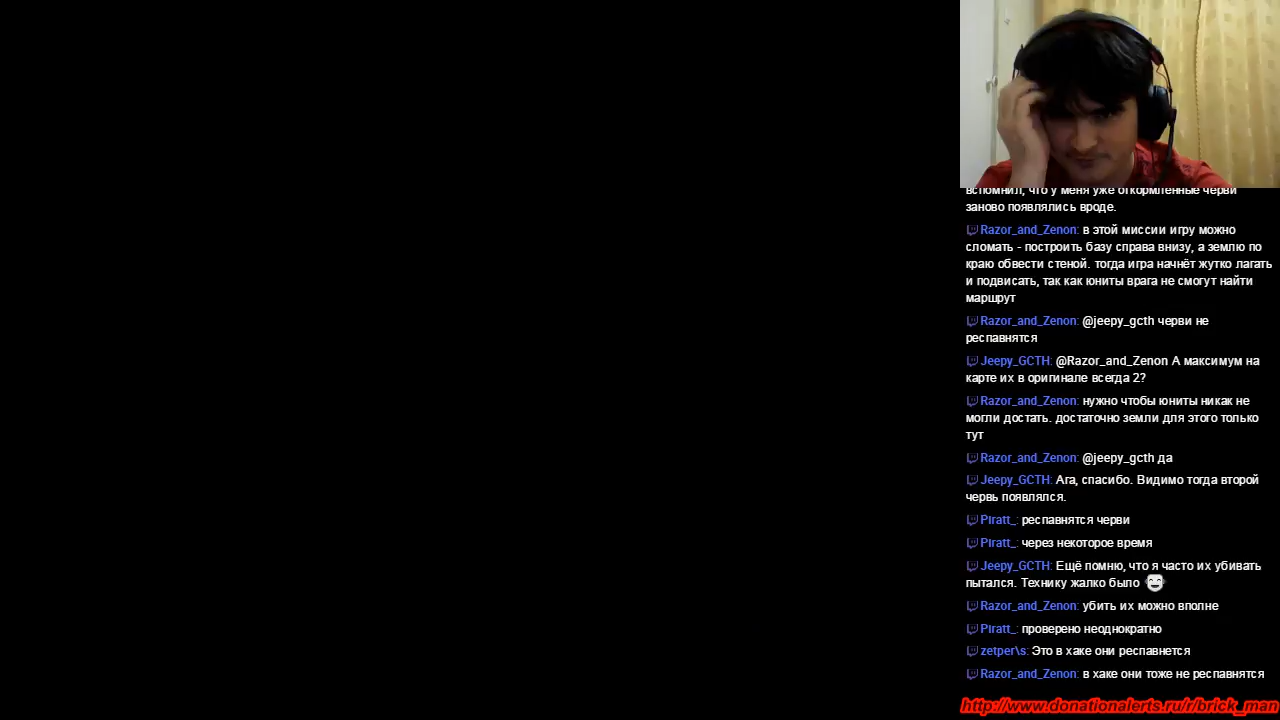 вспомнил, что у меня уже откормленные черви
заново появлялись вроде.
Razor_and_Zenon: в этой миссии игру можно
сломать - построить базу справа внизу, а землю по
краю обвести стеной. тогда игра начнёт жутко лагать
и подвисать, так как юниты врага не смогут найти
маршрут
Razor_and_Zenon: @jeepy_gcth черви не
респавнятся
Jeepy_GCTH: @Razor_and_Zenon А максимум на
карте их в оригинале всегда 2?
Razor_and_Zenon: нужно чтобы юниты никак не
могли достать. достаточно земли для этого только
тут
Razor_and_Zenon: @jeepy_gcth да
Jeepy_GCTH: Ага, спасибо. Видимо тогда второй
червь появлялся.
Piratt_: респавнятся черви
Piratt_: через некоторое время
Jeepy_GCTH: Ещё помню, что я часто их убивать
пытался. Технику жалко было
Razor_and_Zenon: убить их можно вполне
Piratt_: проверено неоднократно
zetper\s: Это в хаке они респавнется
Razor_and_Zenon: в хаке они тоже не респавнятся
http://www.donationalerts.ru/r/brick_man